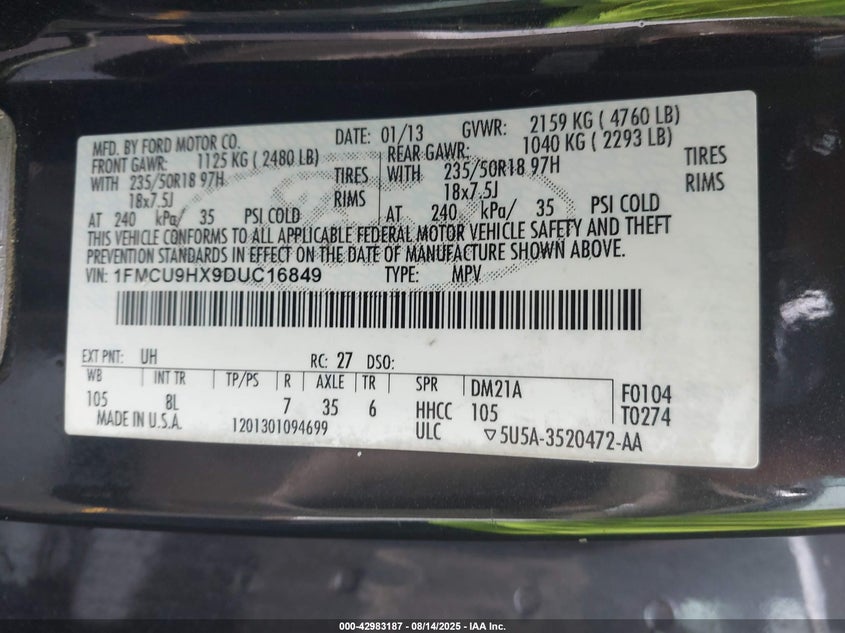 MFD. BY FORD MOTOR CO. DATE: 01/13 GVWR: 2159 KG ( 4760 LB)
FRONT GAWR: 1125 KG ( 2480 LB) REAR GAWR: 1040 KG ( 2293 LB)
WITH 235/50R18 97H TIRES WITH 235/50R18 97H TIRES
18x7.5J RIMS 18x7.5J RIMS
AT 240 kPa/ 35 PSI COLD AT 240 kPa/ 35 PSI COLD
THIS VEHICLE CONFORMS TO ALL APPLICABLE FEDERAL MOTOR VEHICLE SAFETY AND THEFT
PREVENTION STANDARDS IN EFFECT ON THE DATE OF MANUFACTURE SHOWN ABOVE.
VIN: 1FMCU9HX9DUC16849 TYPE: MPV
EXT PNT: UH RC: 27 DSO:
WB INT TR TP/PS R AXLE TR SPR DM21A F0104
105 8L 7 35 6 HHCC 105 T0274
MADE IN U.S.A. 1201301094699 ULC ▽5U5A-3520472-AA
000-42983187 - 08/14/2025 - IAA Inc.